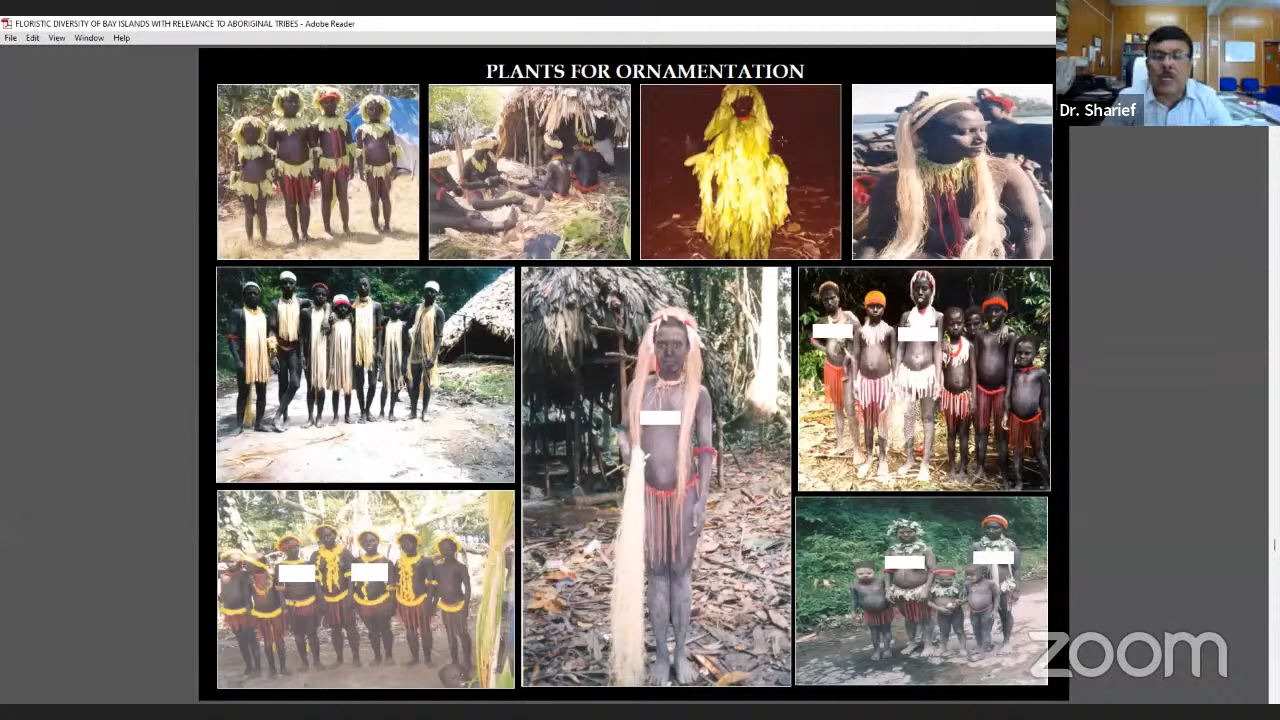 FLORISTIC DIVERSITY OF BAY ISLANDS WITH RELEVANCE TO ABORIGINAL TRIBES - Adobe Reader
File Edit View Window Help
PLANTS FOR ORNAMENTATION
Dr. Sharief
zoom